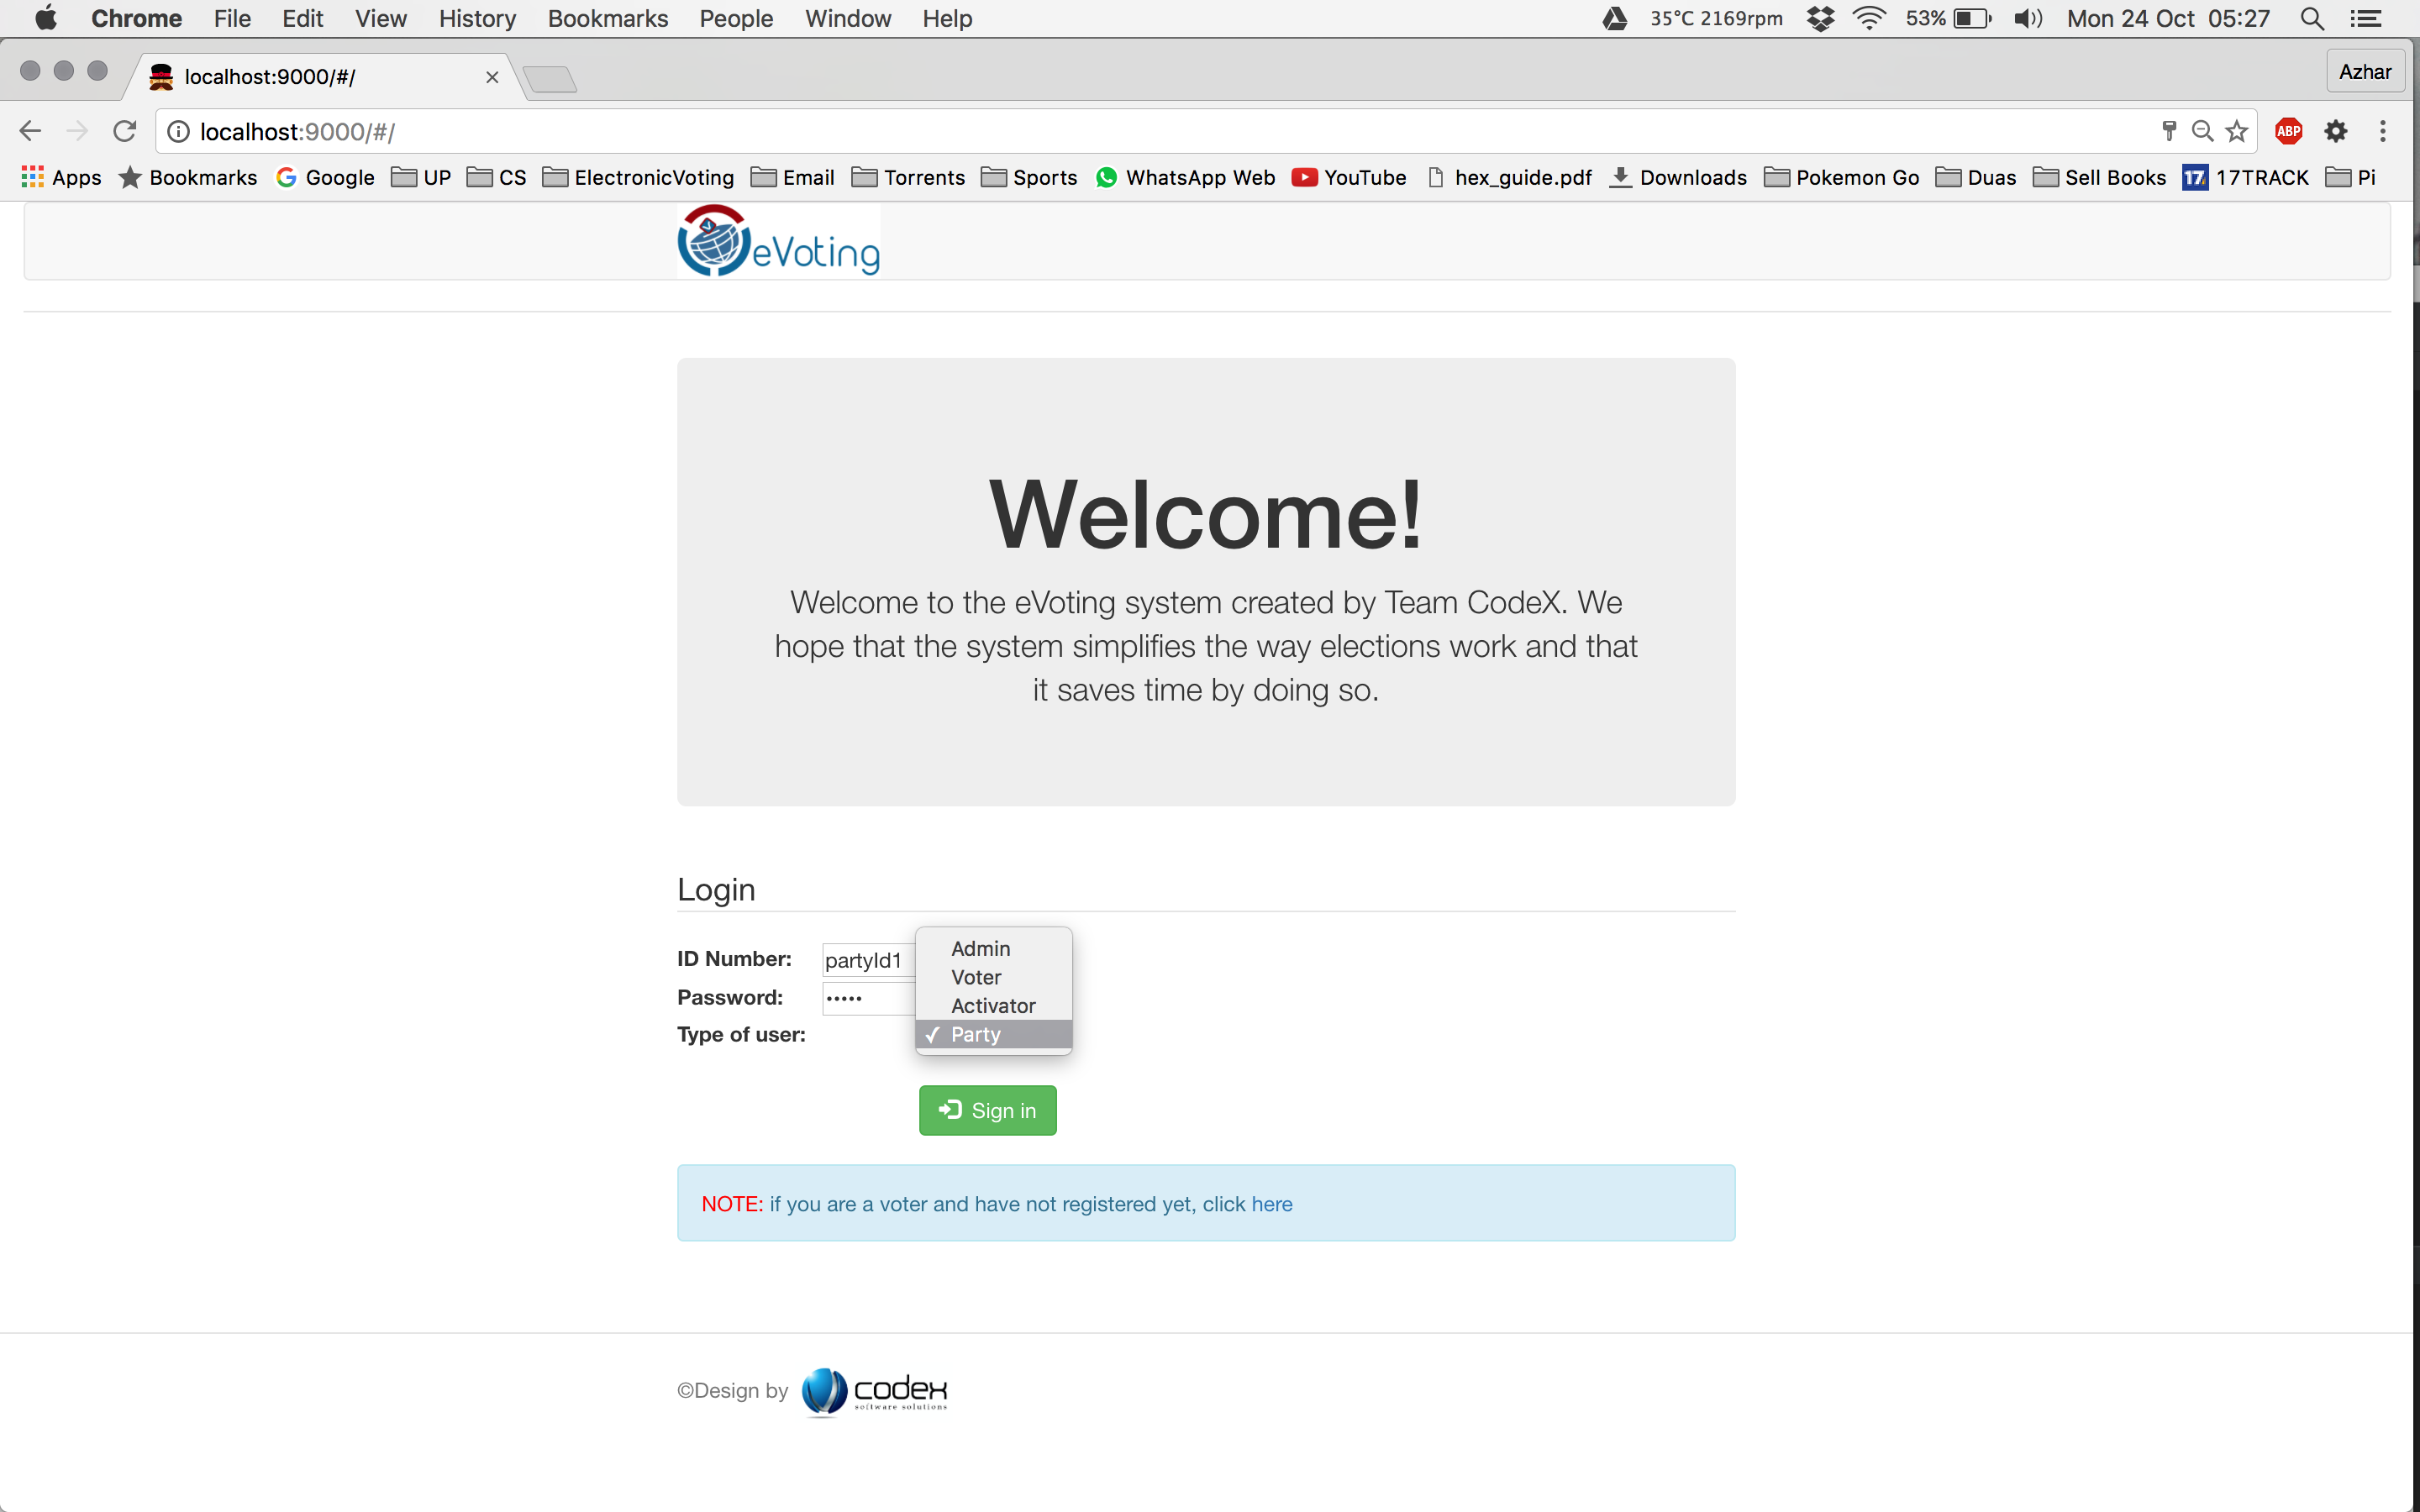 Chrome File Edit View History Bookmarks People Window Help 35°C 2169rpm 53% Mon 24 Oct 05:27
localhost:9000/#/ Azhar
localhost:9000/#/ ABP
Apps Bookmarks Google UP CS ElectronicVoting Email Torrents Sports WhatsApp Web YouTube hex_guide.pdf Downloads Pokemon Go Duas Sell Books 17 17TRACK Pi
eVoting
Welcome!
Welcome to the eVoting system created by Team CodeX. We
hope that the system simplifies the way elections work and that
it saves time by doing so.
Login
ID Number: partyId1
Password: •••••
Type of user:
Admin
Voter
Activator
✓ Party
Sign in
NOTE: if you are a voter and have not registered yet, click here
©Design by codex
software solutions